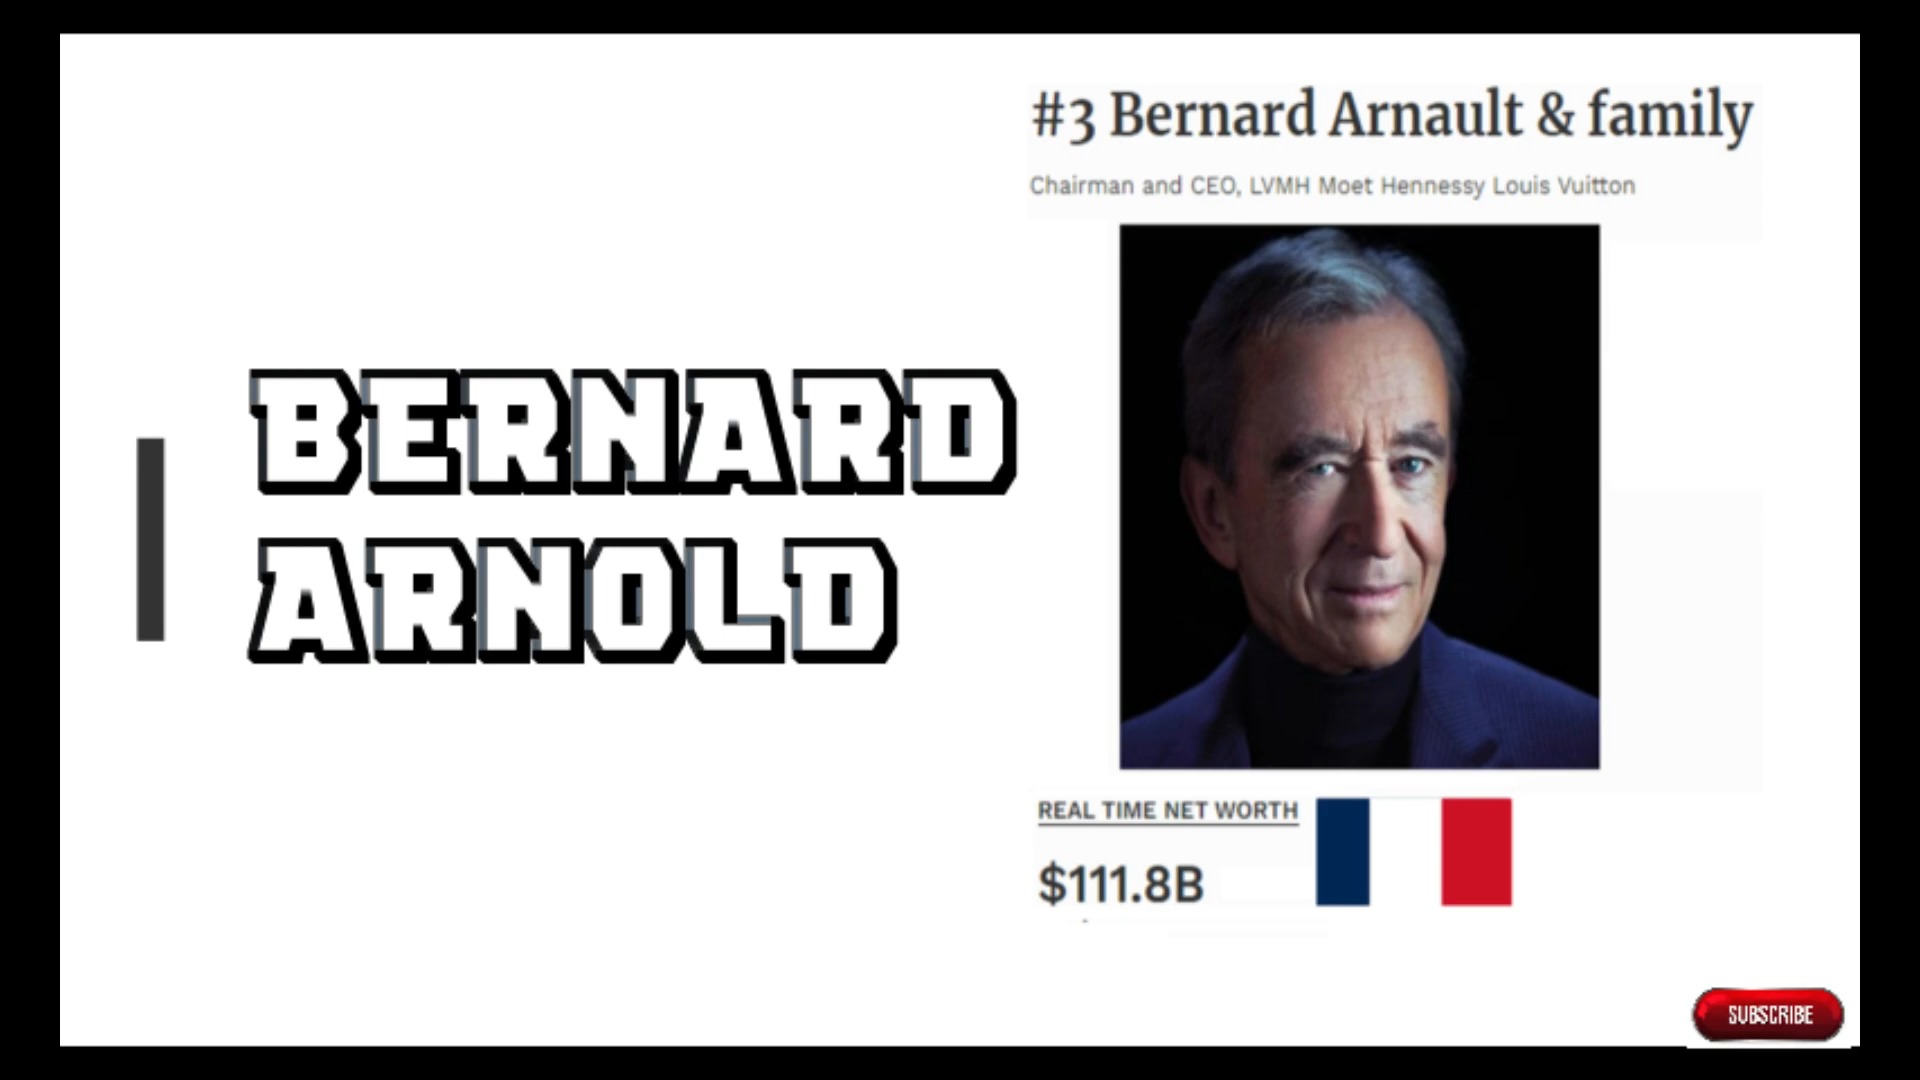 BERNARD
ARNOLD
#3 Bernard Arnault & family
Chairman and CEO, LVMH Moet Hennessy Louis Vuitton
REAL TIME NET WORTH
$111.8B
SUBSCRIBE